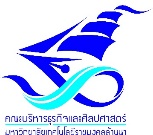 คณะบริหารธุรกิจและศิลปศาสตร์
มหาวิทยาลัยเทคโนโลยีราชมงคลล้านนา